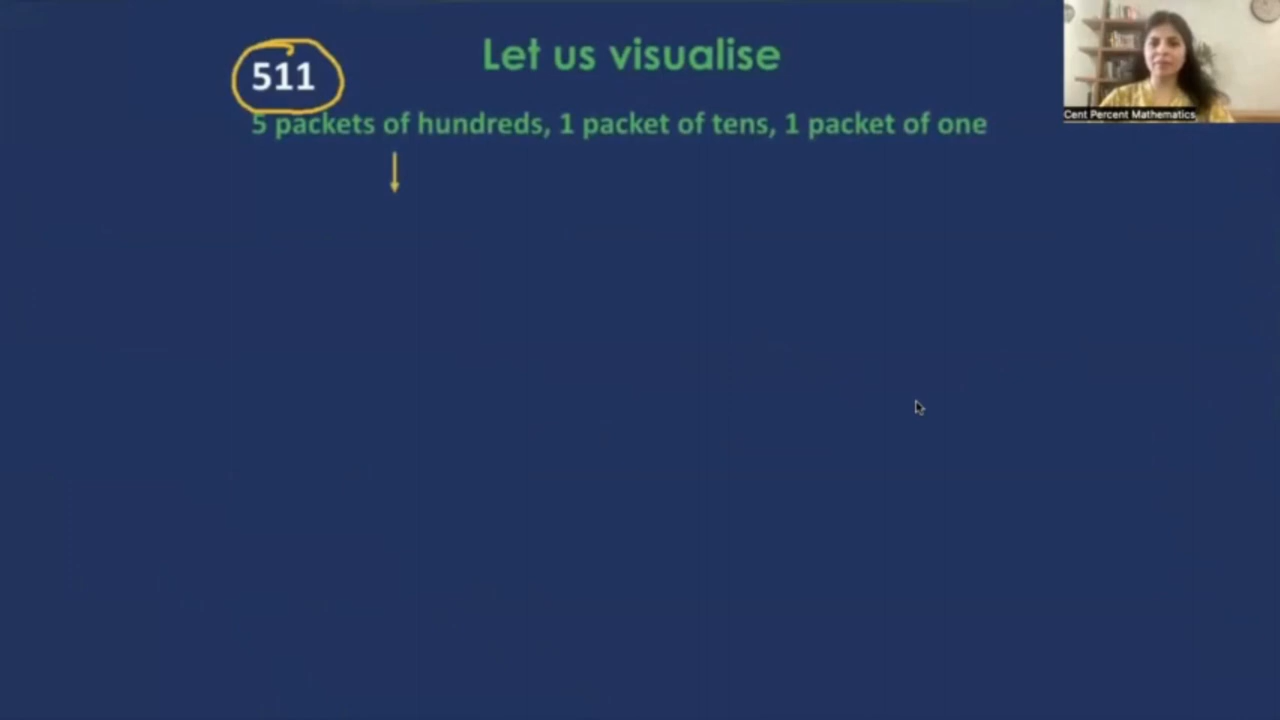 Let us visualise
511
5 packets of hundreds, 1 packet of tens, 1 packet of one
Cent Percent Mathematics